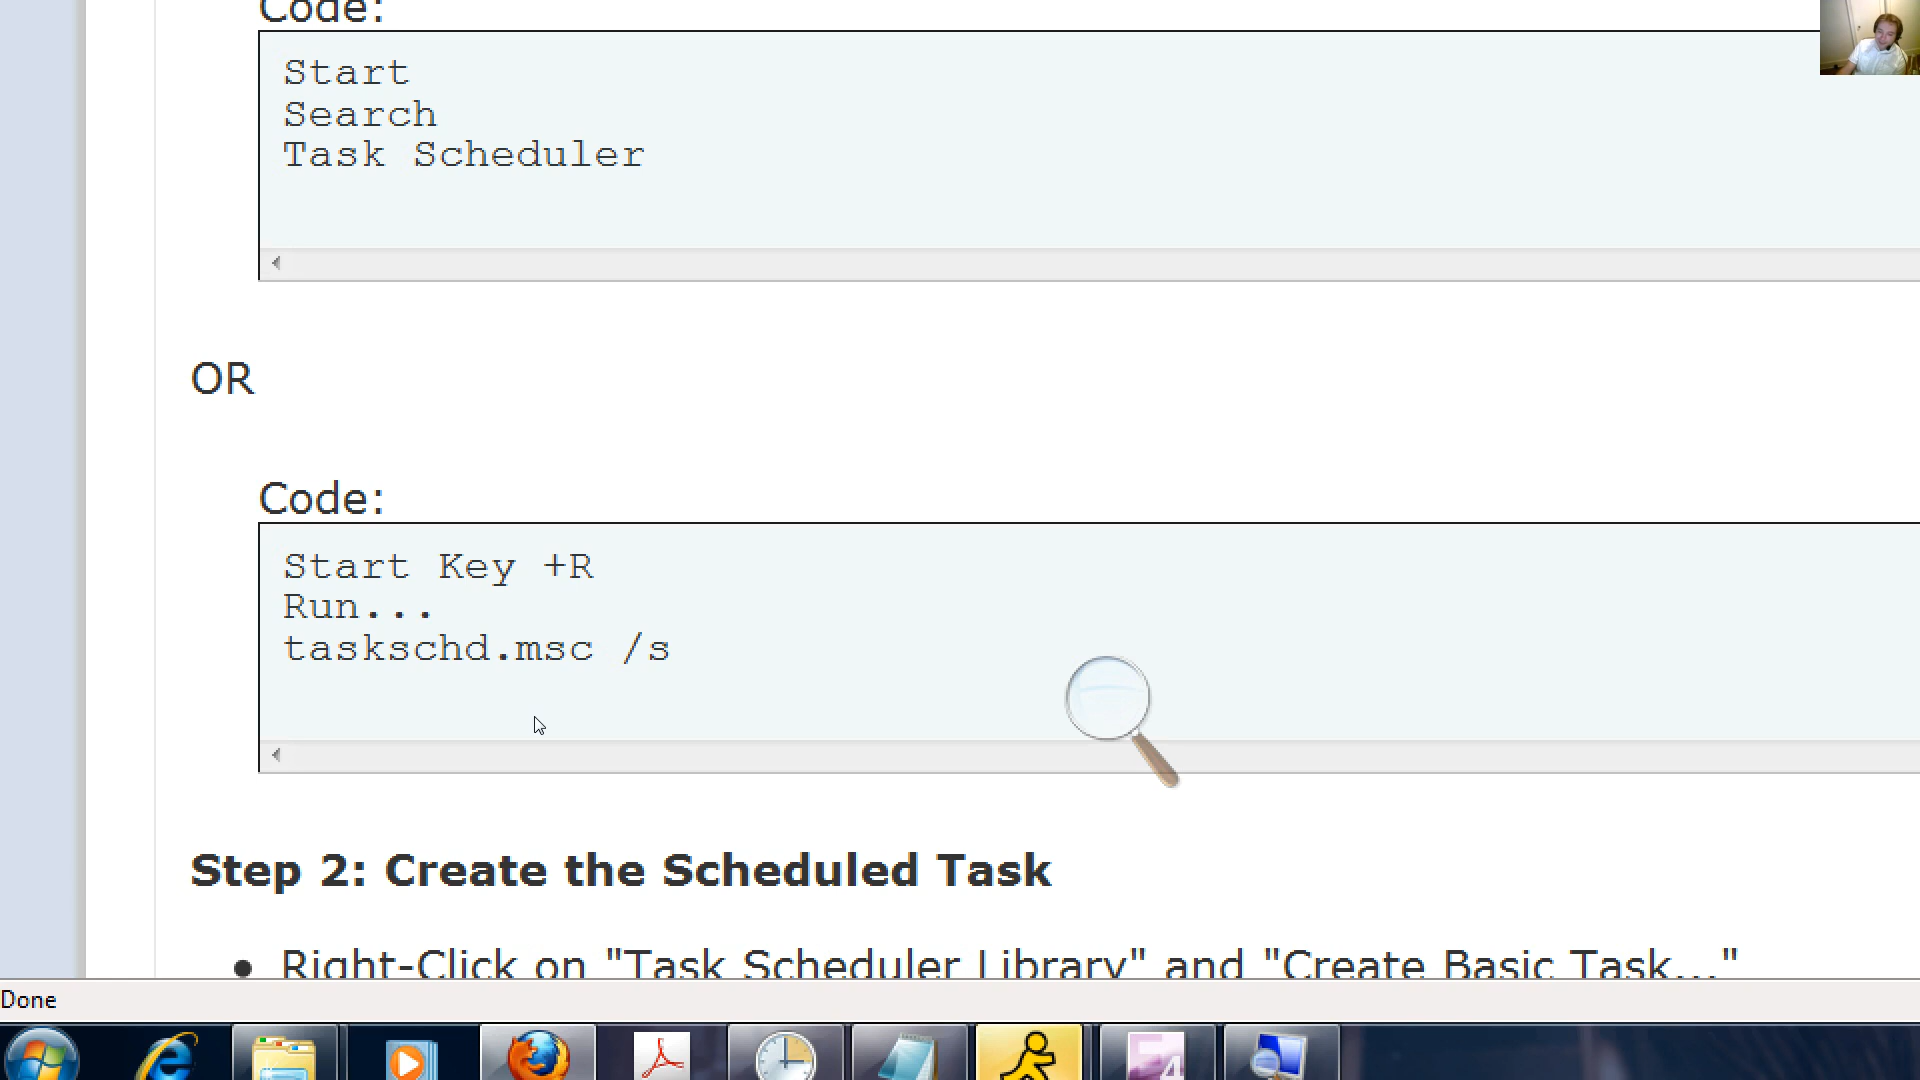 Code:
Start
Search
Task Scheduler
OR
Code:
Start Key +R
Run...
taskschd.msc /s
Step 2: Create the Scheduled Task
• Right-Click on "Task Scheduler Library" and "Create Basic Task..."
Done